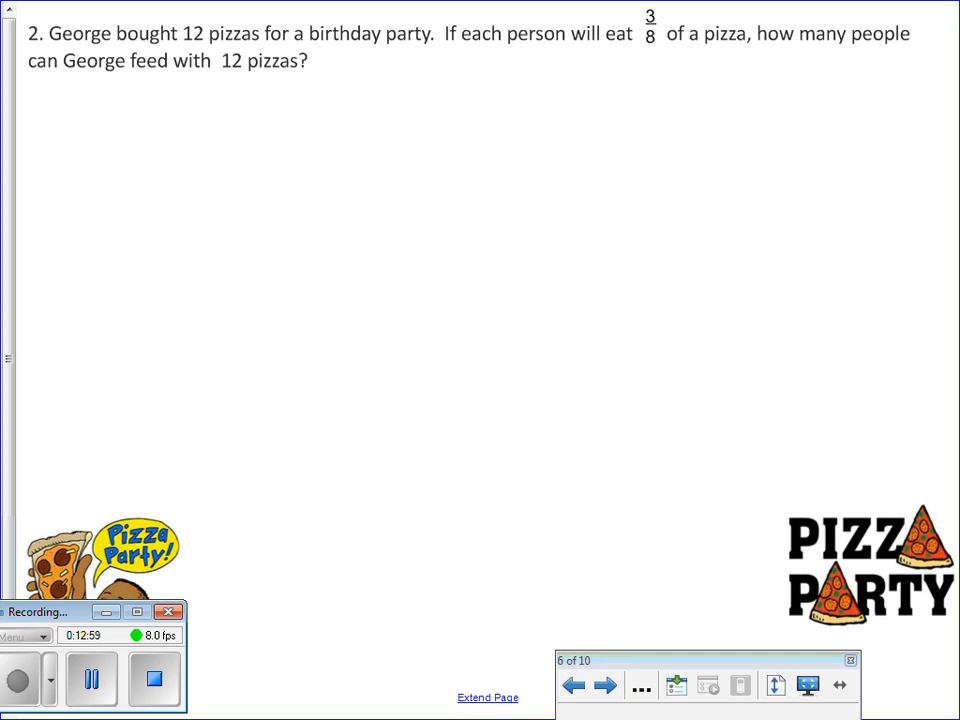 2. George bought 12 pizzas for a birthday party. If each person will eat 3/8 of a pizza, how many people
can George feed with 12 pizzas?
Pizza
Party!
PIZZA
PARTY
Recording...
Menu
0:12:59
8.0 fps
6 of 10
Extend Page